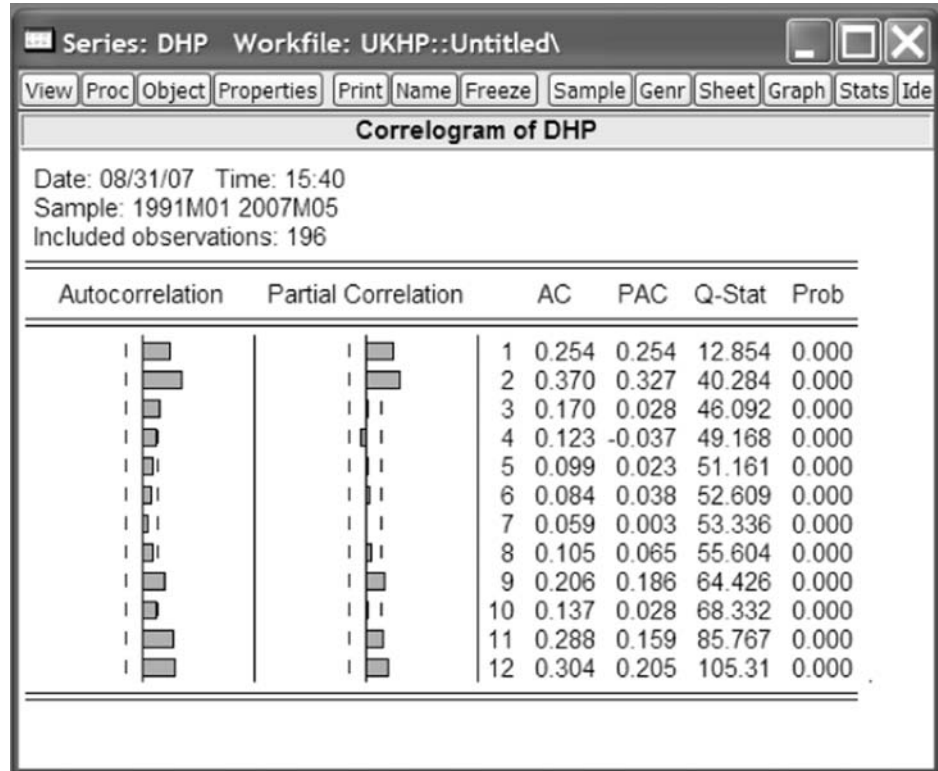 Series: DHP Workfile: UKHP::Untitled\
View Proc Object Properties Print Name Freeze Sample Genr Sheet Graph Stats Ide
Correlogram of DHP
Date: 08/31/07 Time: 15:40
Sample: 1991M01 2007M05
Included observations: 196
Autocorrelation Partial Correlation AC PAC Q-Stat Prob
1 0.254 0.254 12.854 0.000
2 0.370 0.327 40.284 0.000
3 0.170 0.028 46.092 0.000
4 0.123 -0.037 49.168 0.000
5 0.099 0.023 51.161 0.000
6 0.084 0.038 52.609 0.000
7 0.059 0.003 53.336 0.000
8 0.105 0.065 55.604 0.000
9 0.206 0.186 64.426 0.000
10 0.137 0.028 68.332 0.000
11 0.288 0.159 85.767 0.000
12 0.304 0.205 105.31 0.000